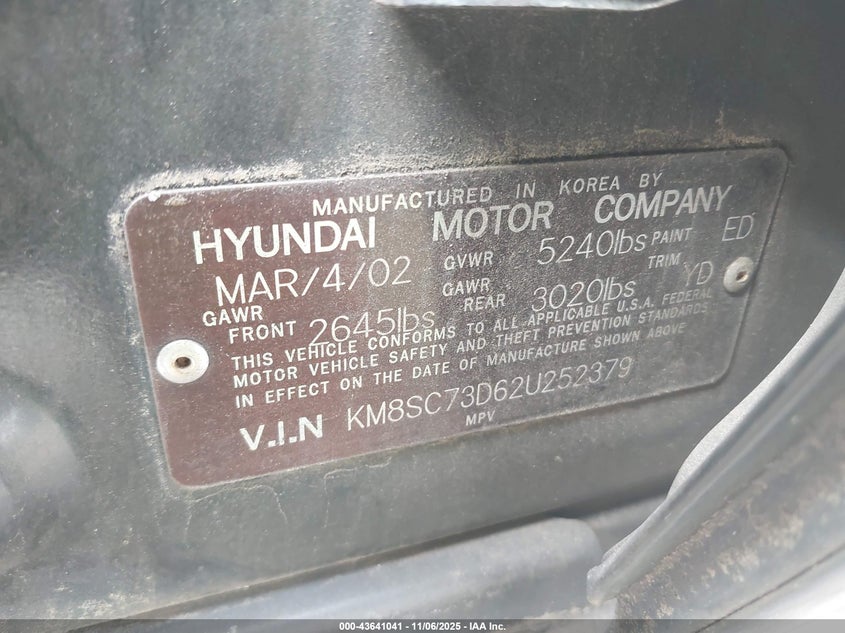 MANUFACTURED IN KOREA BY
HYUNDAI MOTOR COMPANY
MAR/4/02 GVWR 5240lbs PAINT ED
GAWR FRONT 2645lbs GAWR REAR 3020lbs TRIM YD
THIS VEHICLE CONFORMS TO ALL APPLICABLE U.S.A. FEDERAL
MOTOR VEHICLE SAFETY AND THEFT PREVENTION STANDARDS
IN EFFECT ON THE DATE OF MANUFACTURE SHOWN ABOVE
V.I.N KM8SC73D62U252379
MPV
000-43641041 - 11/06/2025 - IAA Inc.